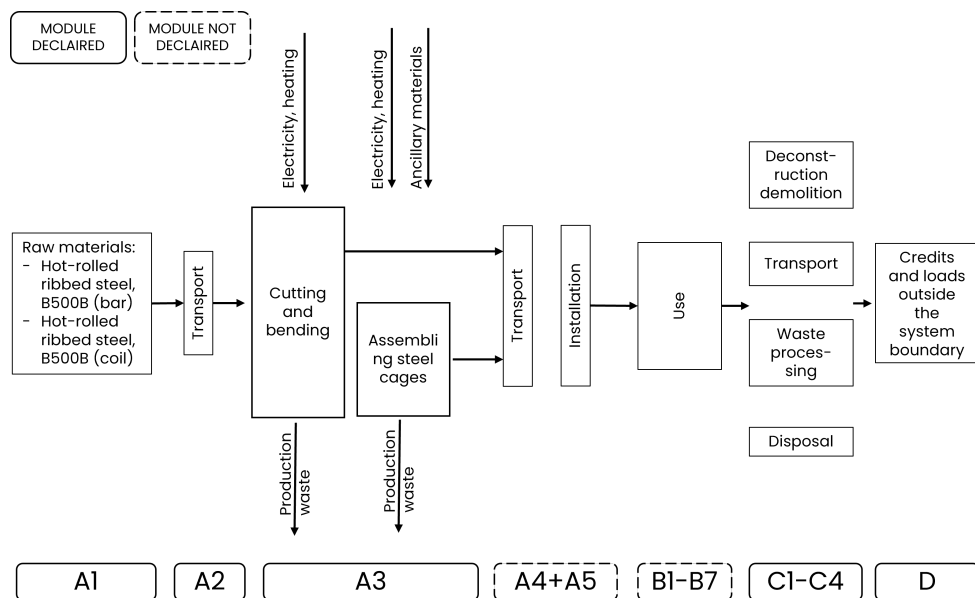 MODULE
DECLAIRED
MODULE NOT
DECLAIRED
Electricity, heating
Electricity, heating
Ancillary materials
Raw materials:
- Hot-rolled
ribbed steel,
B500B (bar)
- Hot-rolled
ribbed steel,
B500B (coil)
Transport
Cutting
and
bending
Assembli
ng steel
cages
Production
waste
Production
waste
Transport
Installation
Use
Deconst-
ruction
demolition
Transport
Waste
proces-
sing
Disposal
Credits
and loads
outside
the
system
boundary
A1
A2
A3
A4+A5
B1-B7
C1-C4
D